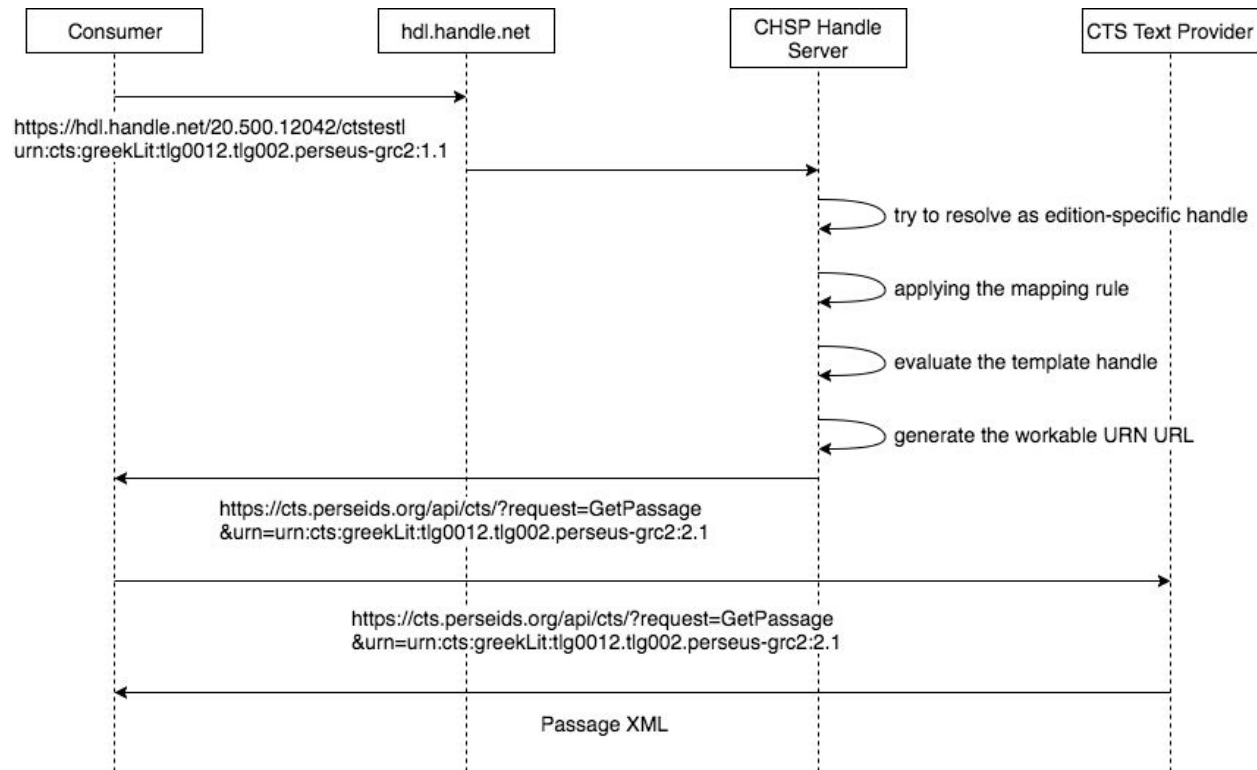 Consumer
hdl.handle.net
CHSP Handle
Server
CTS Text Provider
https://hdl.handle.net/20.500.12042/ctstestl
urn:cts:greekLit:tlg0012.tlg002.perseus-grc2:1.1
try to resolve as edition-specific handle
applying the mapping rule
evaluate the template handle
generate the workable URN URL
https://cts.perseids.org/api/cts/?request=GetPassage
&urn=urn:cts:greekLit:tlg0012.tlg002.perseus-grc2:2.1
https://cts.perseids.org/api/cts/?request=GetPassage
&urn=urn:cts:greekLit:tlg0012.tlg002.perseus-grc2:2.1
Passage XML